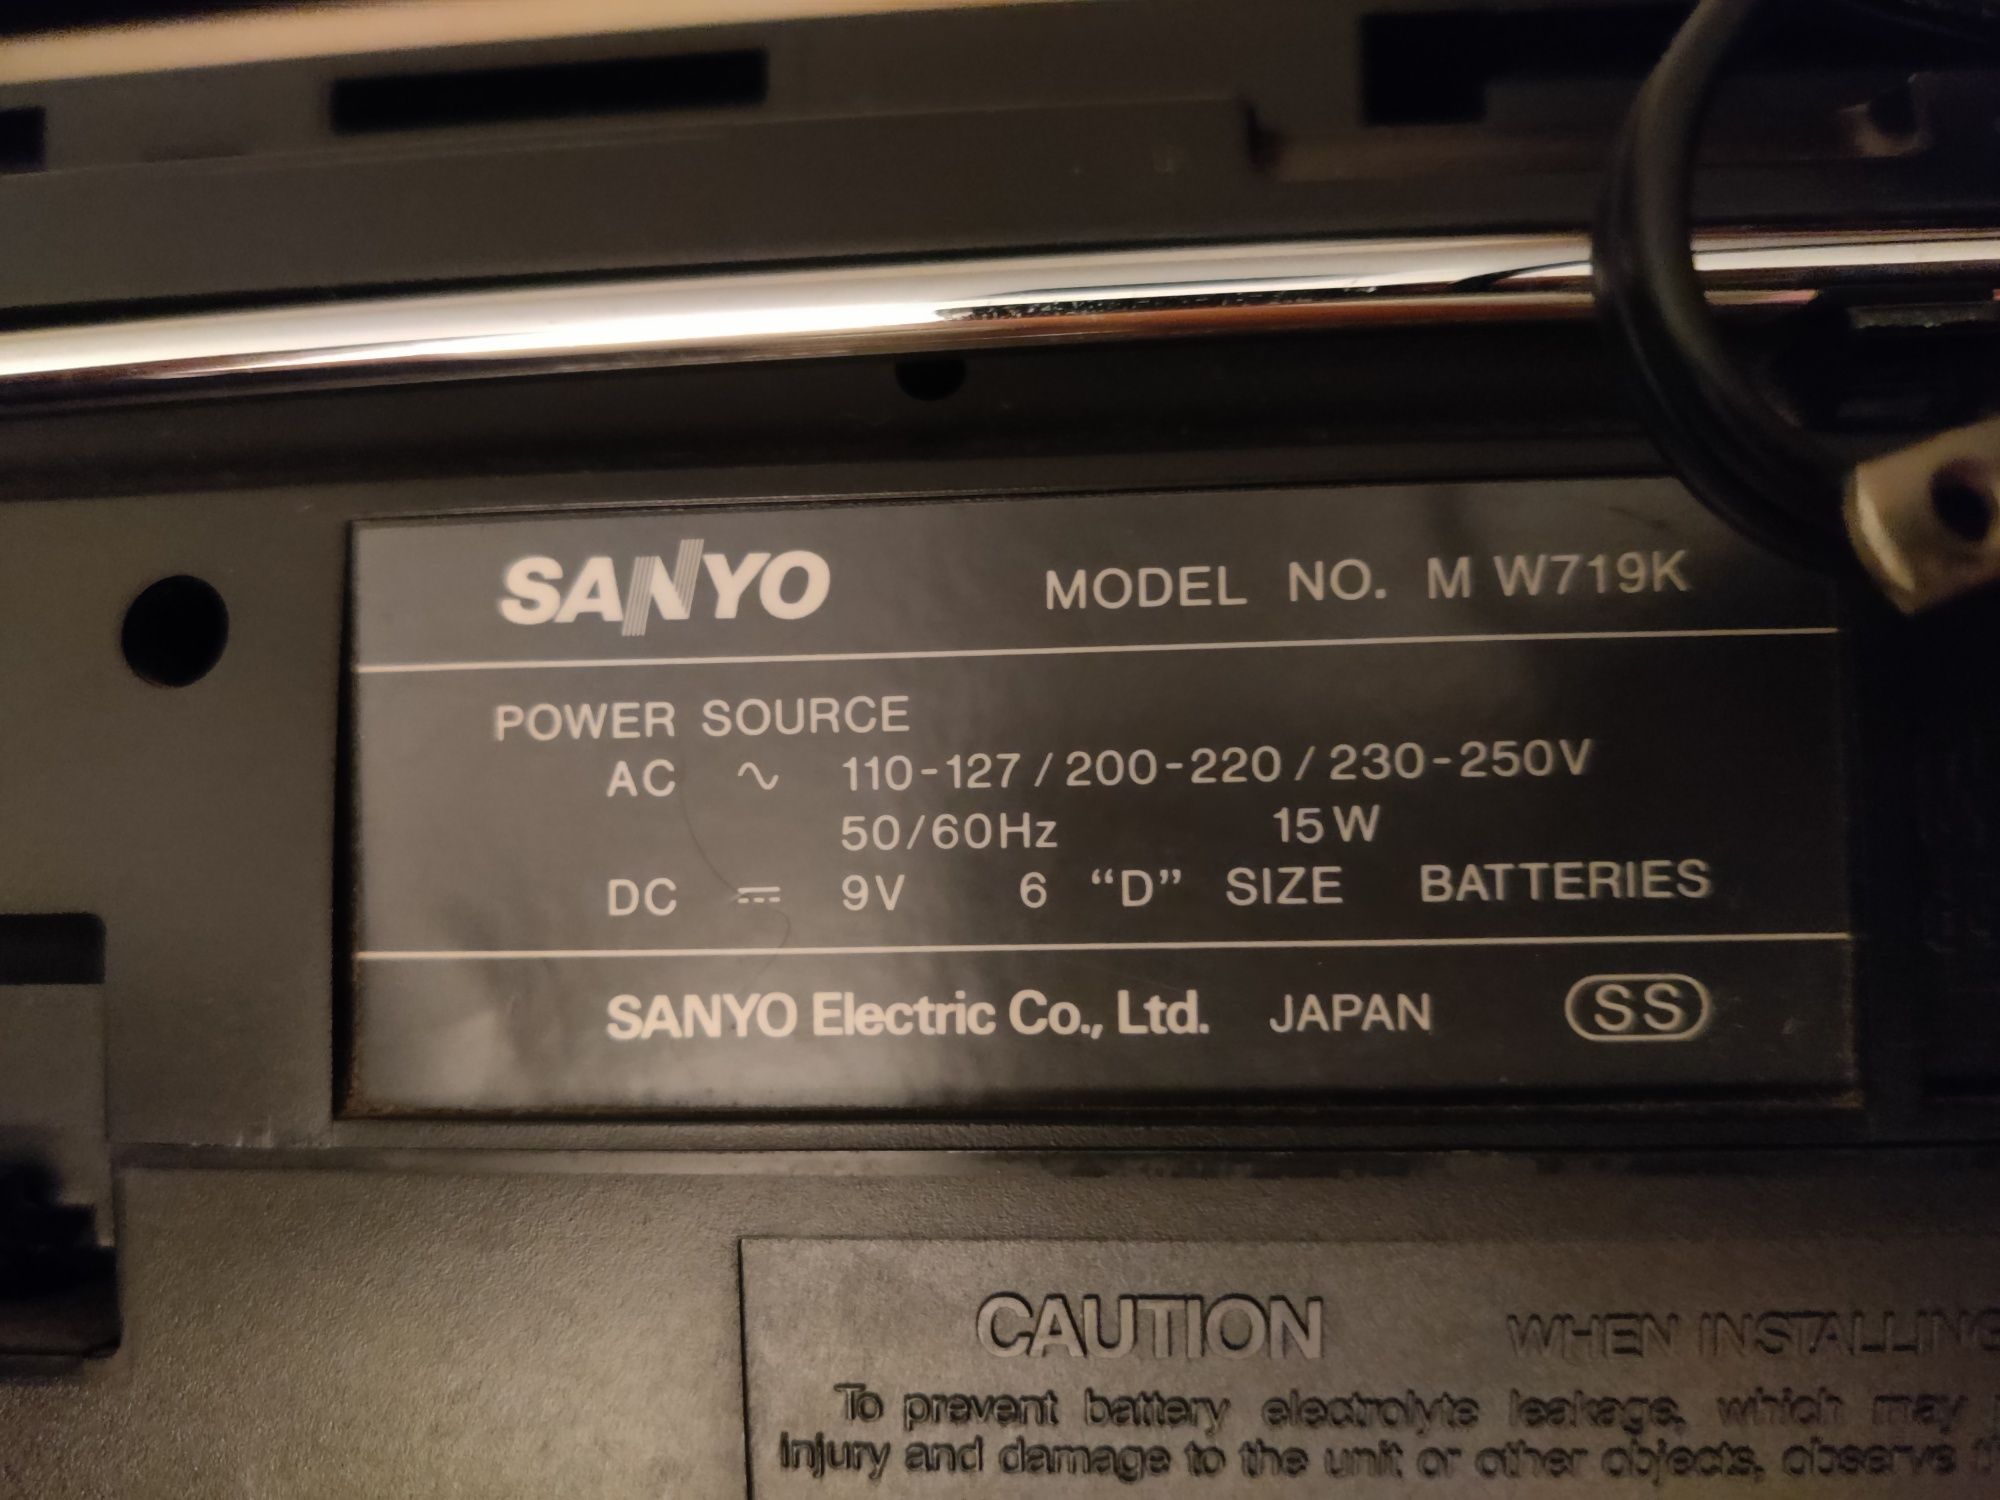 SANYO MODEL NO. M W719K
POWER SOURCE
AC ∿ 110-127/200-220/230-250V
50/60Hz 15W
DC ⎓ 9V 6 “D” SIZE BATTERIES
SANYO Electric Co., Ltd. JAPAN SS
CAUTION WHEN INSTALLING
To prevent battery electrolyte leakage, which may
injury and damage to the unit or other objects, observe